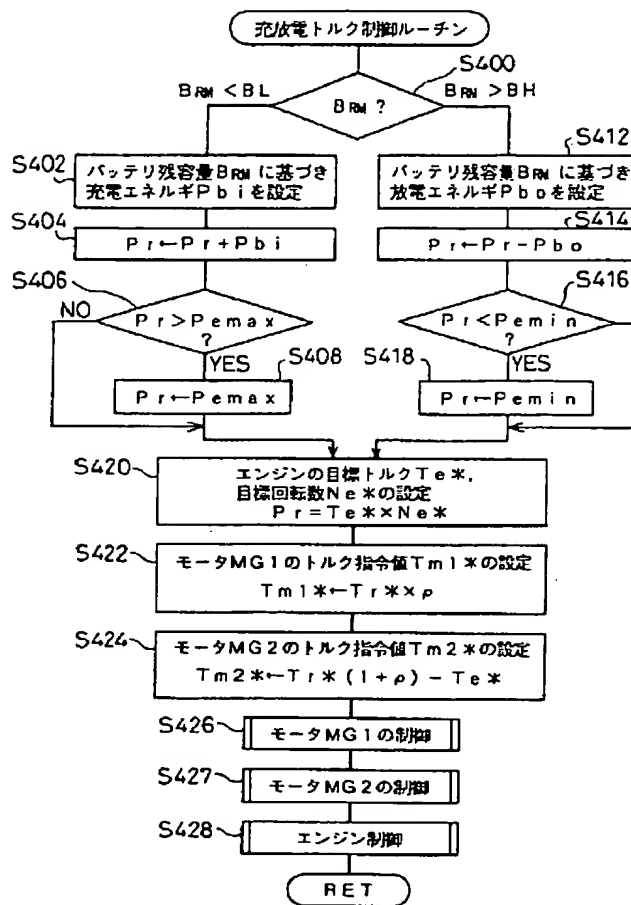 充放電トルク制御ルーチン
S400
BRM<BL
BRM?
BRM>BH
S402
バッテリ残容量BRMに基づき
充電エネルギPbiを設定
S412
バッテリ残容量BRMに基づき
放電エネルギPboを設定
S404
Pr←Pr+Pbi
S414
Pr←Pr-Pbo
S406
NO
Pr>Pemax
?
YES
S416
Pr<Pemin
?
YES
S408
Pr←Pemax
S418
Pr←Pemin
S420
エンジンの目標トルクTe*,
目標回転数Ne*の設定
Pr=Te*×Ne*
S422
モータMG1のトルク指令値Tm1*の設定
Tm1*←Tr*×ρ
S424
モータMG2のトルク指令値Tm2*の設定
Tm2*←Tr*(1+ρ)-Te*
S426
モータMG1の制御
S427
モータMG2の制御
S428
エンジン制御
RET